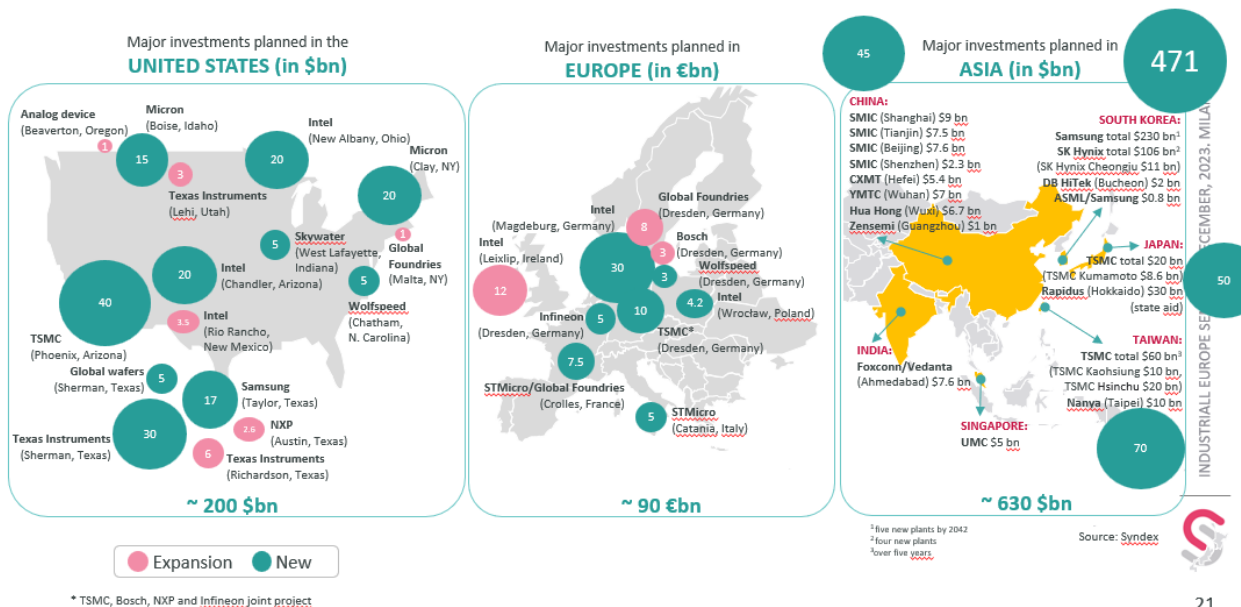 Major investments planned in the
UNITED STATES (in $bn)
Analog device
(Beaverton, Oregon)
1
Micron
(Boise, Idaho)
15
3
Texas Instruments
(Lehi, Utah)
Intel
(New Albany, Ohio)
20
Micron
(Clay, NY)
20
1
Global
Foundries
(Malta, NY)
5
Skywater
(West Lafayette,
Indiana)
20
Intel
(Chandler, Arizona)
5
Wolfspeed
(Chatham,
N. Carolina)
40
TSMC
(Phoenix, Arizona)
3.5
Intel
(Rio Rancho,
New Mexico)
Global wafers
(Sherman, Texas)
5
17
Samsung
(Taylor, Texas)
30
Texas Instruments
(Sherman, Texas)
2.6
NXP
(Austin, Texas)
6
Texas Instruments
(Richardson, Texas)
~ 200 $bn
Major investments planned in
EUROPE (in €bn)
Global Foundries
(Dresden, Germany)
8
Intel
(Magdeburg, Germany)
30
Bosch
(Dresden, Germany)
3
Intel
(Leixlip, Ireland)
12
Wolfspeed
(Dresden, Germany)
3
4.2
Intel
(Wrocław, Poland)
Infineon
(Dresden, Germany)
5
10
TSMC*
(Dresden, Germany)
7.5
STMicro/Global Foundries
(Crolles, France)
5
STMicro
(Catania, Italy)
~ 90 €bn
45
Major investments planned in
ASIA (in $bn)
471
CHINA:
SMIC (Shanghai) $9 bn
SMIC (Tianjin) $7.5 bn
SMIC (Beijing) $7.6 bn
SMIC (Shenzhen) $2.3 bn
CXMT (Hefei) $5.4 bn
YMTC (Wuhan) $7 bn
Hua Hong (Wuxi) $6.7 bn
Zensemi (Guangzhou) $1 bn
SOUTH KOREA:
Samsung total $230 bn¹
SK Hynix total $106 bn²
(SK Hynix Cheongju $11 bn)
DB HiTek (Bucheon) $2 bn
ASML/Samsung $0.8 bn
JAPAN:
TSMC total $20 bn
(TSMC Kumamoto $8.6 bn)
Rapidus (Hokkaido) $30 bn
(state aid)
50
INDIA:
Foxconn/Vedanta
(Ahmedabad) $7.6 bn
TAIWAN:
TSMC total $60 bn³
(TSMC Kaohsiung $10 bn,
TSMC Hsinchu $20 bn)
Nanya (Taipei) $10 bn
70
SINGAPORE:
UMC $5 bn
~ 630 $bn
¹ five new plants by 2042
² four new plants
³over five years
Source: Syndex
Expansion
New
* TSMC, Bosch, NXP and Infineon joint project
INDUSTRIALL EUROPE
ECEMBER, 2023. MILA